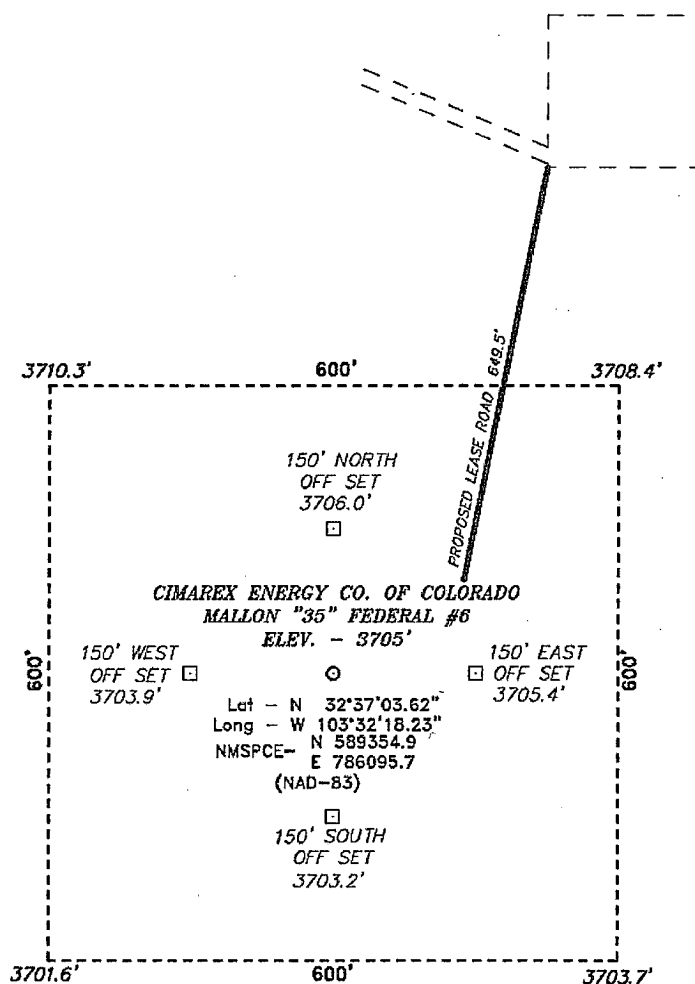 PROPOSED LEASE ROAD 649.5'
3710.3'
600'
3708.4'
150' NORTH
OFF SET
3706.0'
CIMAREX ENERGY CO. OF COLORADO
MALLON "35" FEDERAL #6
ELEV. - 3705'
600'
150' WEST
OFF SET
3703.9'
150' EAST
OFF SET
3705.4'
600'
Lat - N 32°37'03.62"
Long - W 103°32'18.23"
NMSPCE- N 589354.9
E 786095.7
(NAD-83)
150' SOUTH
OFF SET
3703.2'
3701.6'
600'
3703.7'